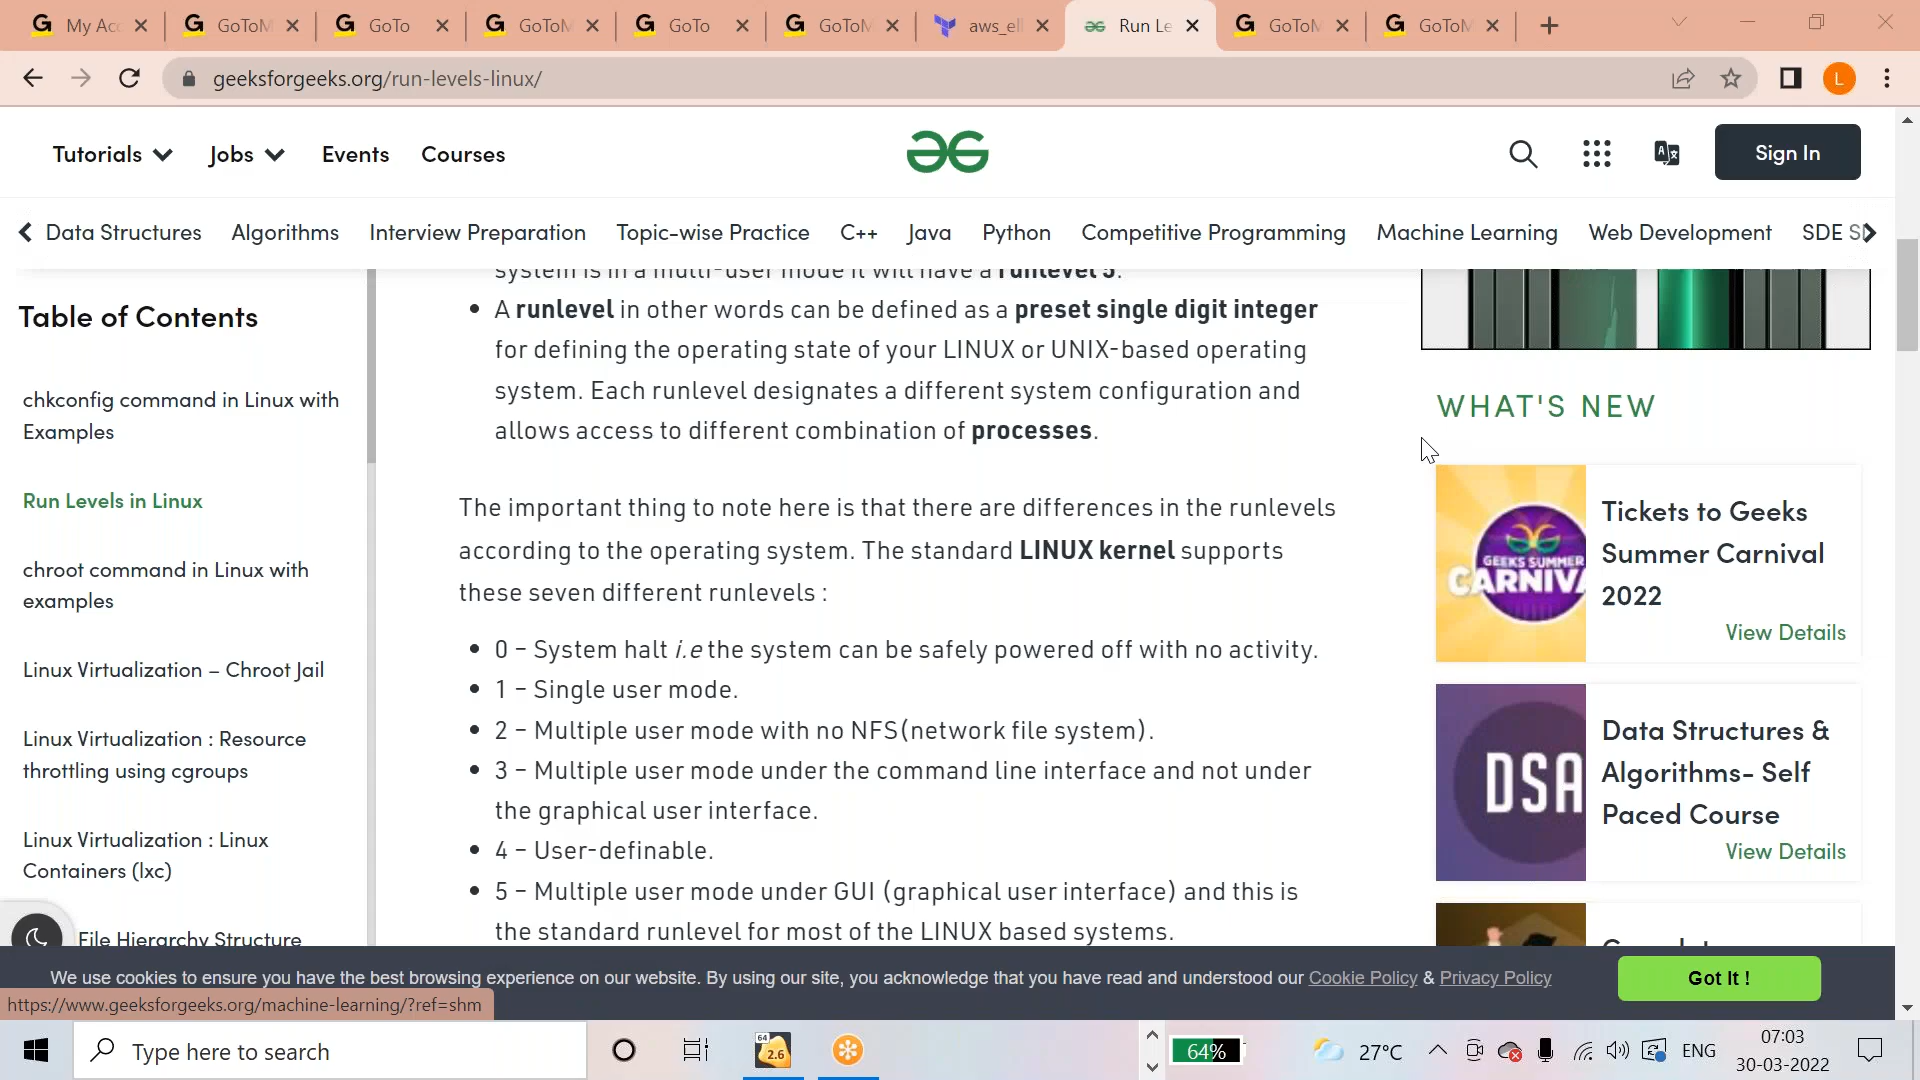 My Acc
GoToM
GoTo
GoToM
GoTo
GoToM
aws_el
Run Le
GoToM
GoToM
geeksforgeeks.org/run-levels-linux/
L
Tutorials
Jobs
Events
Courses
Sign In
Data Structures
Algorithms
Interview Preparation
Topic-wise Practice
C++
Java
Python
Competitive Programming
Machine Learning
Web Development
SDE S
Table of Contents
chkconfig command in Linux with
Examples
Run Levels in Linux
chroot command in Linux with
examples
Linux Virtualization – Chroot Jail
Linux Virtualization : Resource
throttling using cgroups
Linux Virtualization : Linux
Containers (lxc)
File Hierarchy Structure
system is in a multi-user mode it will have a runlevel 5.
• A runlevel in other words can be defined as a preset single digit integer
for defining the operating state of your LINUX or UNIX-based operating
system. Each runlevel designates a different system configuration and
allows access to different combination of processes.
The important thing to note here is that there are differences in the runlevels
according to the operating system. The standard LINUX kernel supports
these seven different runlevels :
• 0 – System halt i.e the system can be safely powered off with no activity.
• 1 – Single user mode.
• 2 – Multiple user mode with no NFS(network file system).
• 3 – Multiple user mode under the command line interface and not under
the graphical user interface.
• 4 – User-definable.
• 5 – Multiple user mode under GUI (graphical user interface) and this is
the standard runlevel for most of the LINUX based systems.
WHAT'S NEW
GEEKS SUMMER
CARNIVA
Tickets to Geeks
Summer Carnival
2022
View Details
DSA
Data Structures &
Algorithms- Self
Paced Course
View Details
We use cookies to ensure you have the best browsing experience on our website. By using our site, you acknowledge that you have read and understood our Cookie Policy & Privacy Policy
Got It !
https://www.geeksforgeeks.org/machine-learning/?ref=shm
Type here to search
64
2.6
64%
27°C
ENG
07:03
30-03-2022